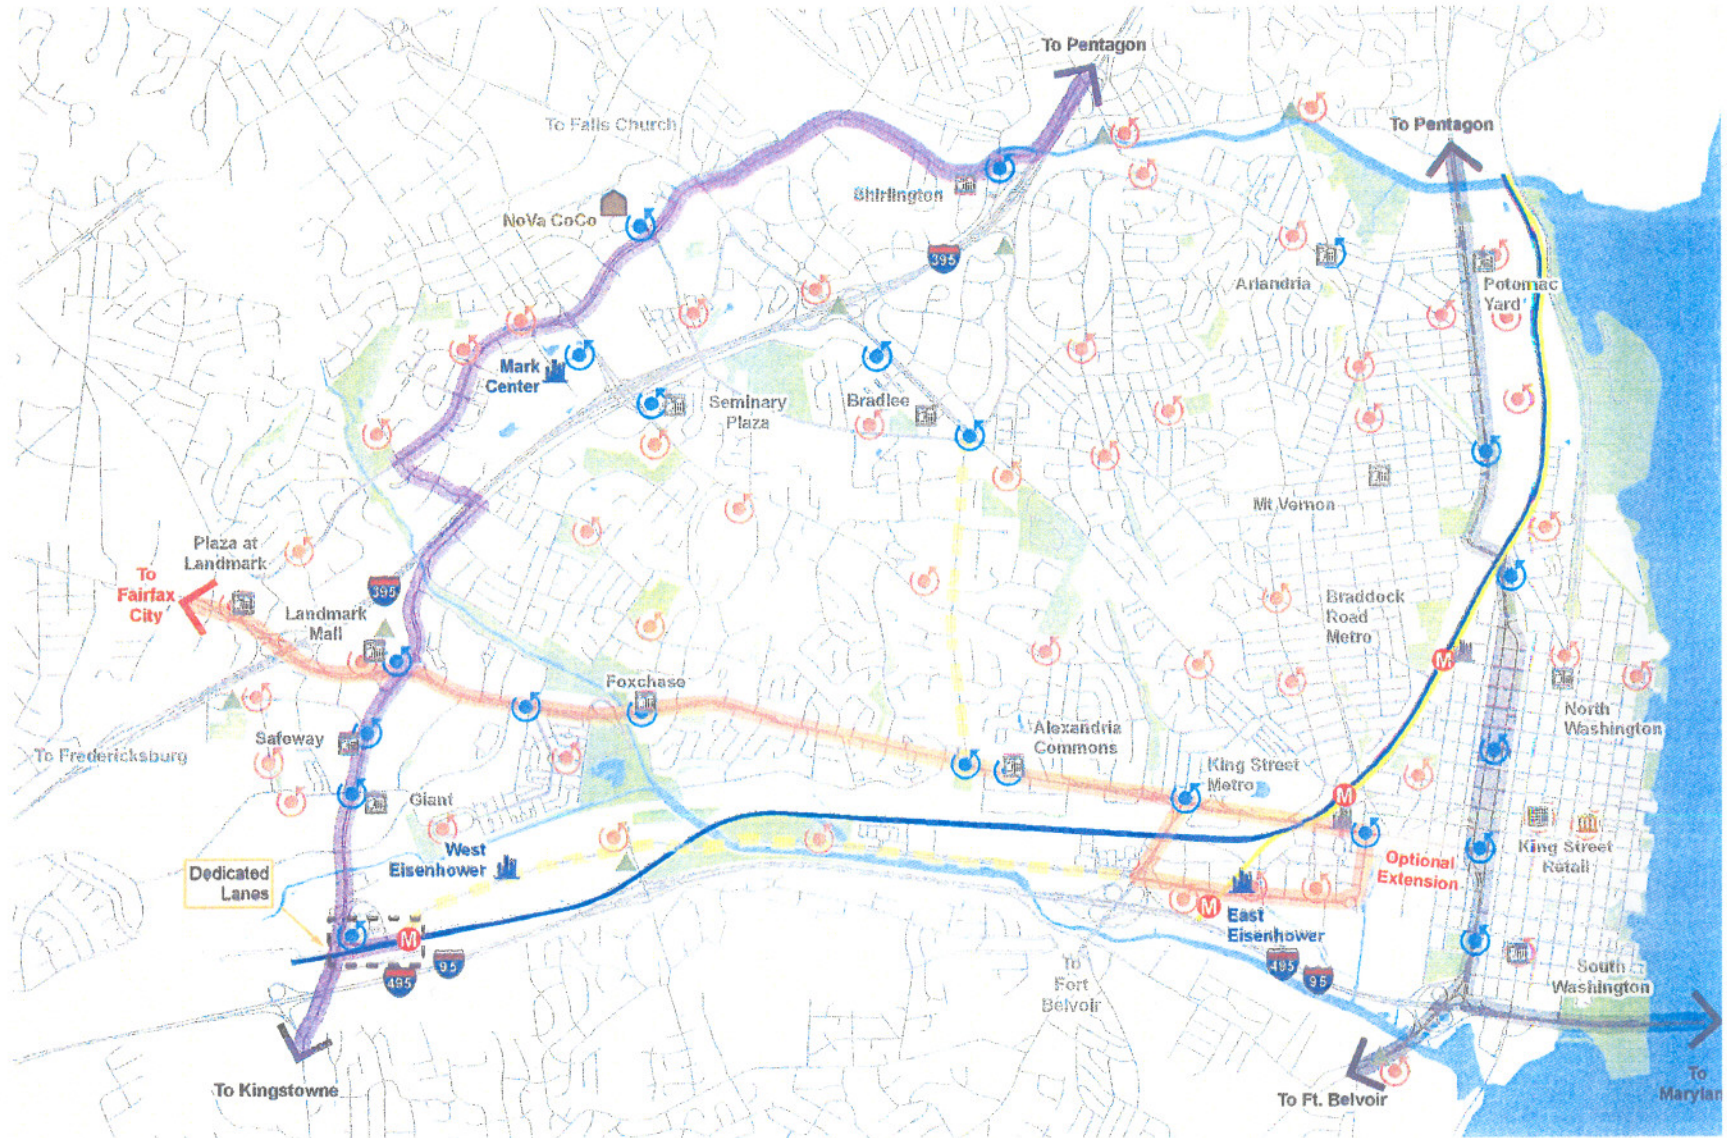 To Pentagon
To Falls Church
To Pentagon
Shirlington
NoVa CoCo
395
Arlandria
Potomac
Yard
Mark
Center
Seminary
Plaza
Bradlee
Mt Vernon
Plaza at
Landmark
To
Fairfax
City
395
Landmark
Mall
Braddock
Road
Metro
M
Foxchase
North
Washington
Safeway
To Fredericksburg
Alexandria
Commons
King Street
Metro
M
Giant
West
Eisenhower
King Street
Retail
Optional
Extension
Dedicated
Lanes
M
East
Eisenhower
M
95
495
495
95
To
Fort
Belvoir
South
Washington
To Kingstowne
To Ft. Belvoir
To
Marylan